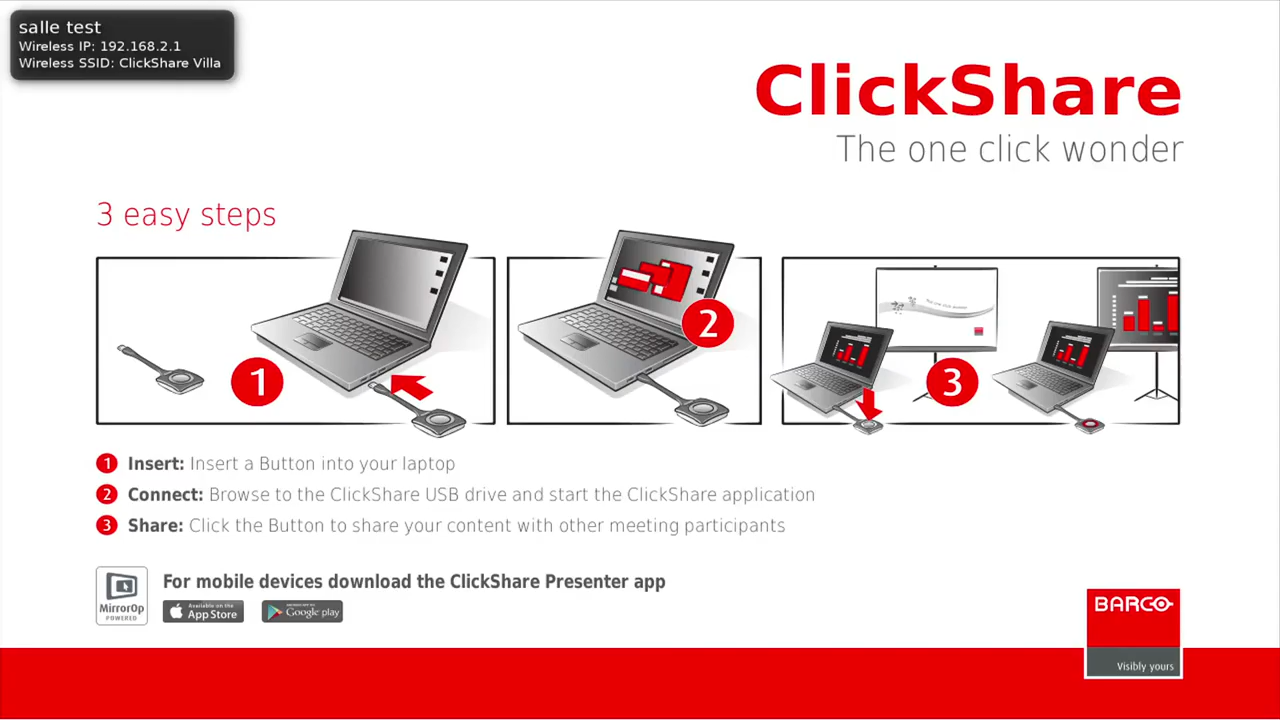 salle test
Wireless IP: 192.168.2.1
Wireless SSID: ClickShare Villa
ClickShare
The one click wonder
3 easy steps
1
2
3
1 Insert: Insert a Button into your laptop
2 Connect: Browse to the ClickShare USB drive and start the ClickShare application
3 Share: Click the Button to share your content with other meeting participants
For mobile devices download the ClickShare Presenter app
MirrorOp
POWERED
Available on the
App Store
Google play
BARCO
Visibly yours